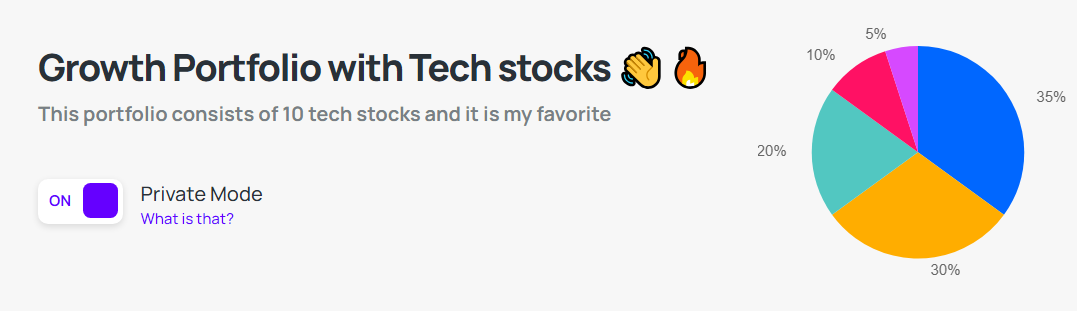 Growth Portfolio with Tech stocks 👋 🔥
This portfolio consists of 10 tech stocks and it is my favorite
ON
Private Mode
What is that?
5%
10%
35%
20%
30%